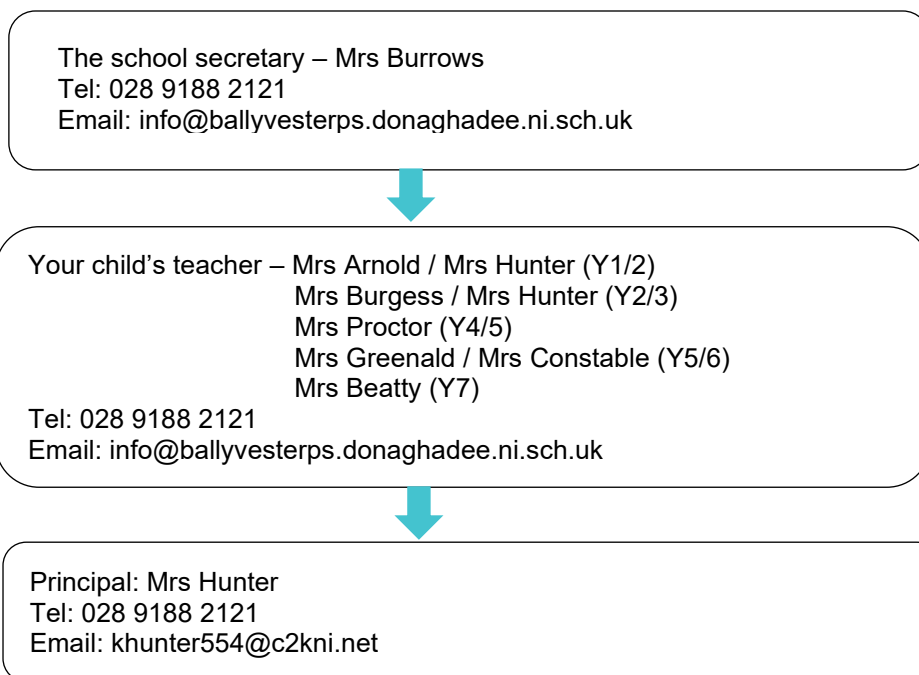 The school secretary – Mrs Burrows
Tel: 028 9188 2121
Email: info@ballyvesterps.donaghadee.ni.sch.uk
Your child’s teacher – Mrs Arnold / Mrs Hunter (Y1/2)
Mrs Burgess / Mrs Hunter (Y2/3)
Mrs Proctor (Y4/5)
Mrs Greenald / Mrs Constable (Y5/6)
Mrs Beatty (Y7)
Tel: 028 9188 2121
Email: info@ballyvesterps.donaghadee.ni.sch.uk
Principal: Mrs Hunter
Tel: 028 9188 2121
Email: khunter554@c2kni.net